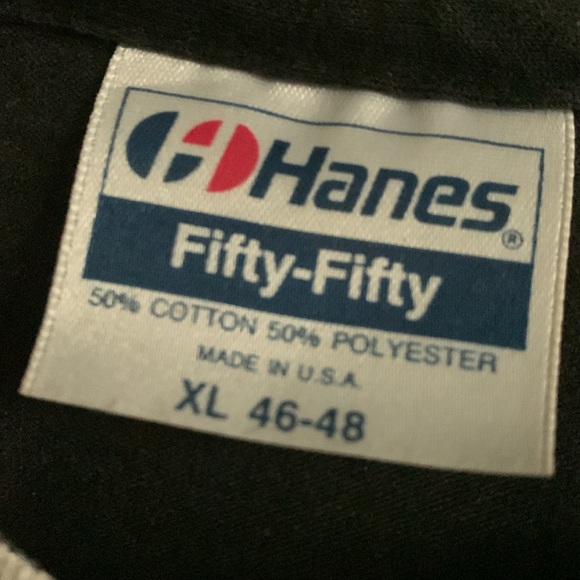 Hanes®
Fifty-Fifty
50% COTTON 50% POLYESTER
MADE IN U.S.A.
XL 46-48